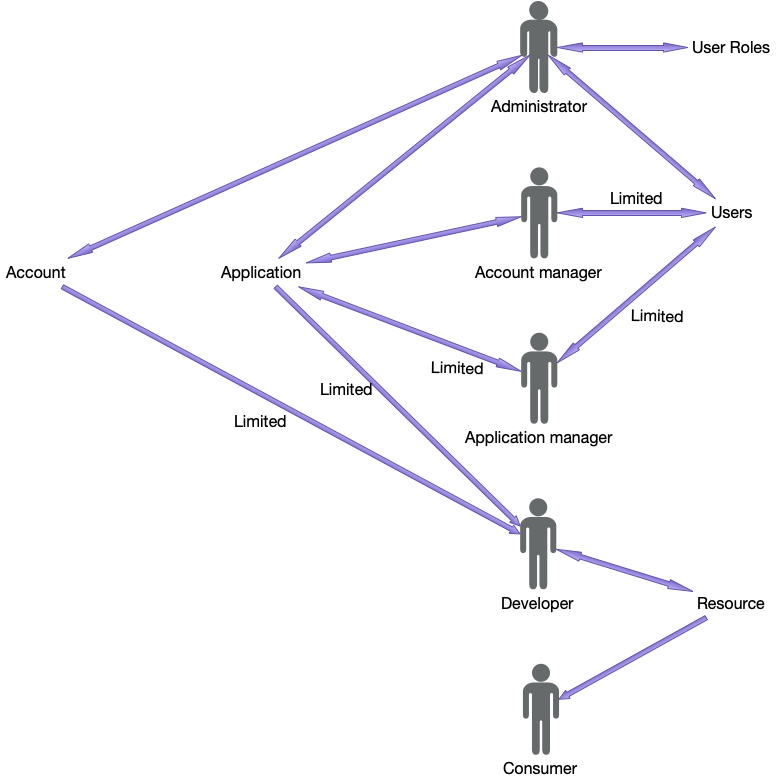 User Roles
Administrator
Limited
Users
Account
Application
Account manager
Limited
Limited
Limited
Limited
Application manager
Developer
Resource
Consumer